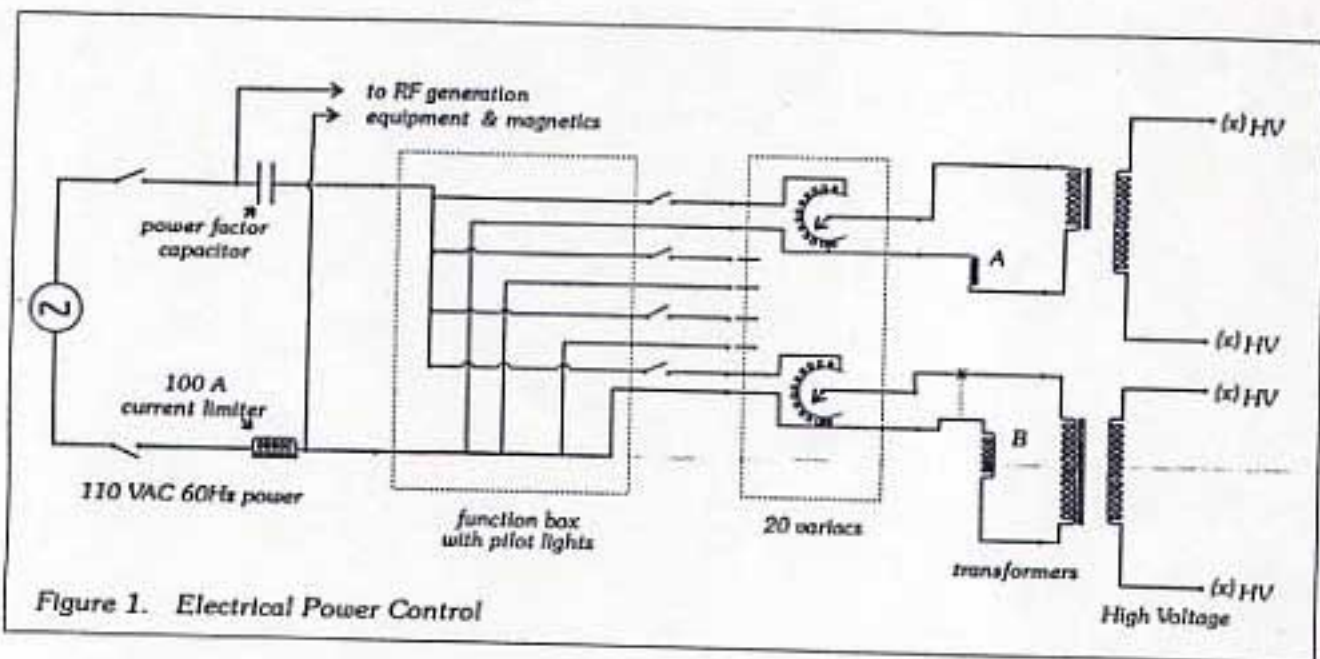 to RF generation
equipment & magnetics
(x) HV
power factor
capacitor
A
(x) HV
100 A
current limiter
(x) HV
B
110 VAC 60Hz power
function box
with pilot lights
20 variacs
transformers
(x) HV
High Voltage
Figure 1. Electrical Power Control